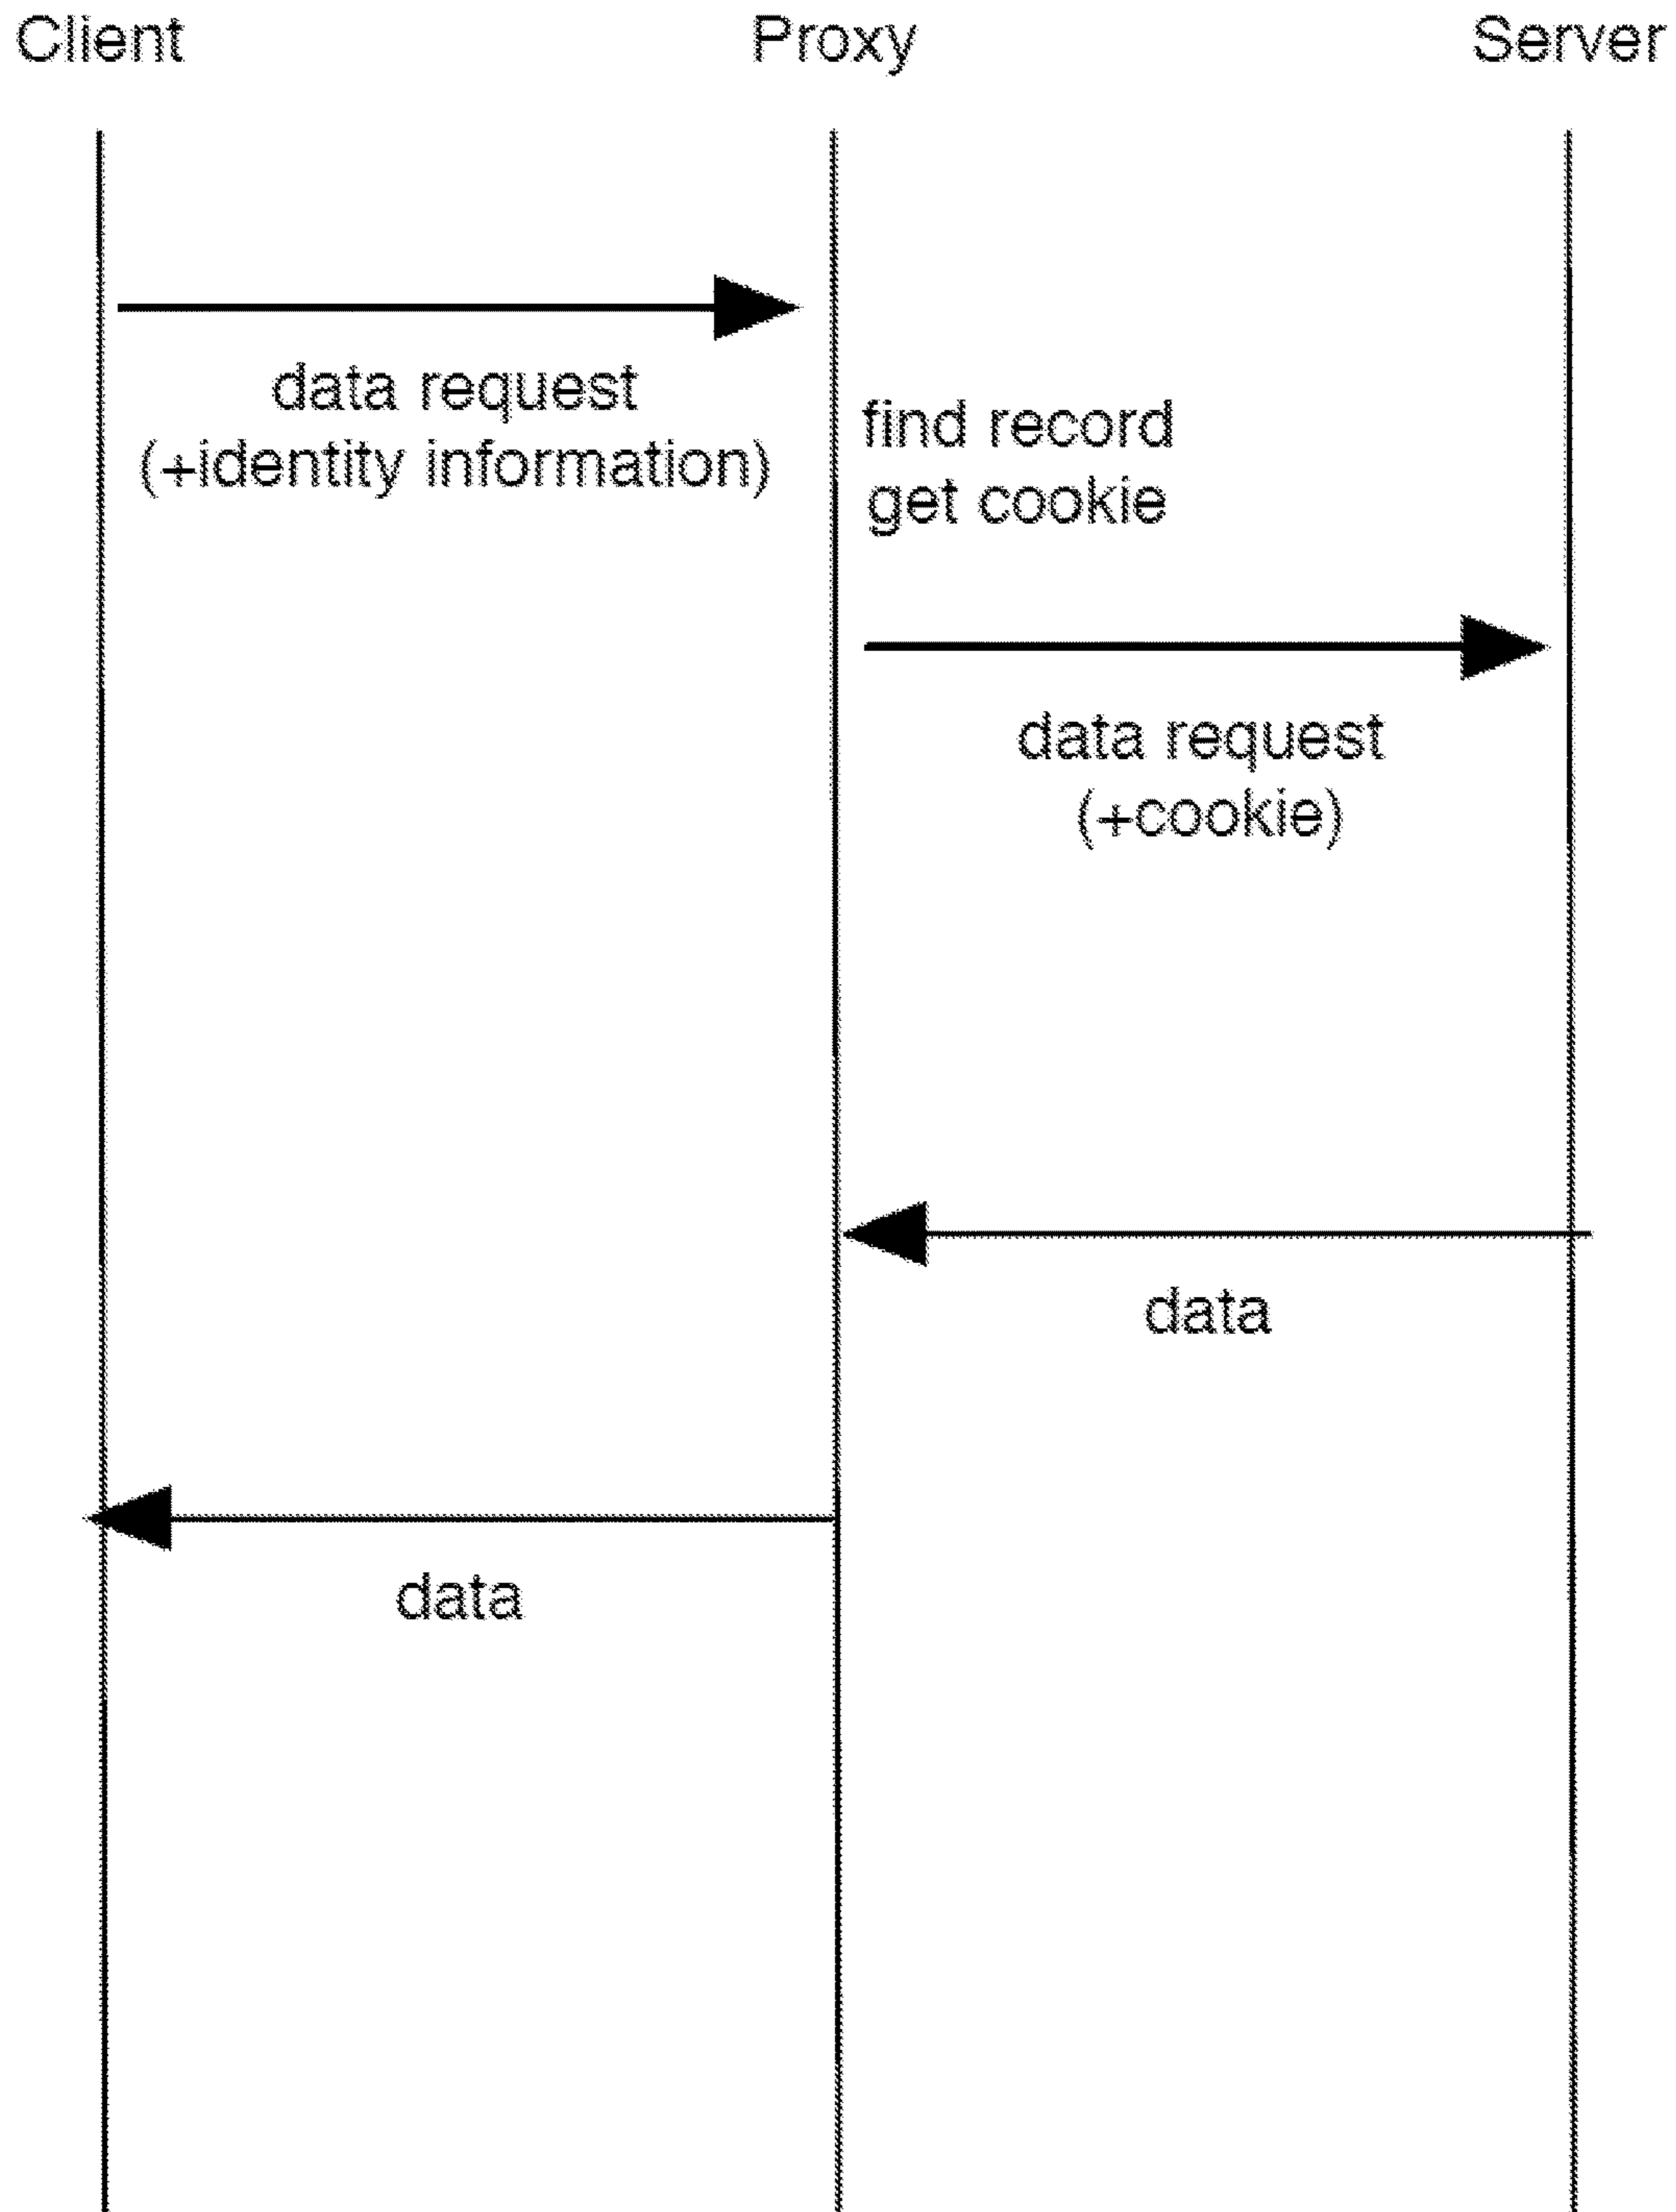 Client
Proxy
Server
data request
(+identity information)
find record
get cookie
data request
(+cookie)
data
data